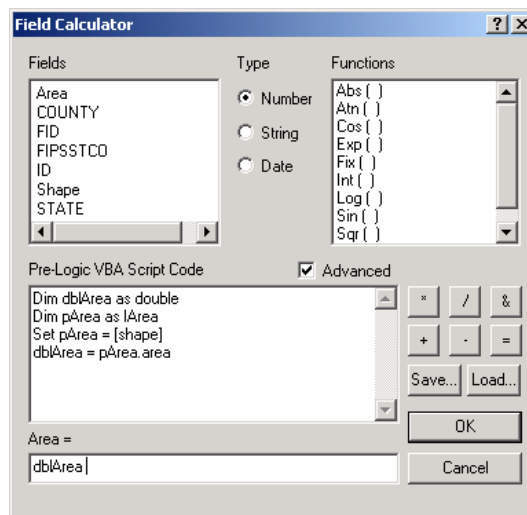 Field Calculator
Fields
Type
Functions
Area
COUNTY
FID
FIPSSTCO
ID
Shape
STATE
Number
String
Date
Abs ( )
Atn ( )
Cos ( )
Exp ( )
Fix ( )
Int ( )
Log ( )
Sin ( )
Sqr ( )
Pre-Logic VBA Script Code
Advanced
Dim dblArea as double
Dim pArea as IArea
Set pArea = [shape]
dblArea = pArea.area
* / &
+ - =
Save... Load...
OK
Area =
dblArea
Cancel